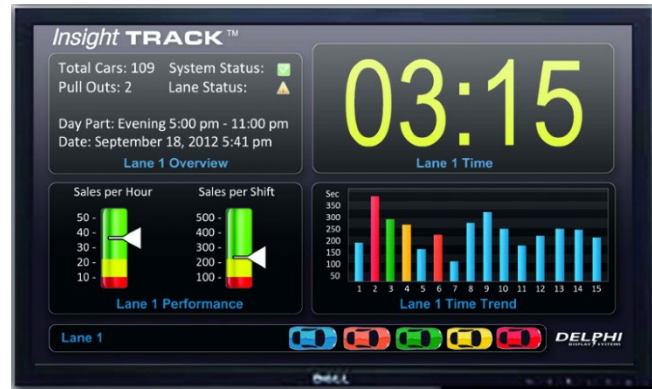 Insight TRACK™
Total Cars: 109 System Status:
Pull Outs: 2 Lane Status:
Day Part: Evening 5:00 pm - 11:00 pm
Date: September 18, 2012 5:41 pm
Lane 1 Overview
03:15
Lane 1 Time
Sales per Hour Sales per Shift
50 - 500 -
40 - 400 -
30 - 300 -
20 - 200 -
10 - 100 -
Lane 1 Performance
Sec
350
300
250
200
150
100
50
1 2 3 4 5 6 7 8 9 10 11 12 13 14 15
Lane 1 Time Trend
Lane 1
DELPHI
DISPLAY SYSTEMS
DELL